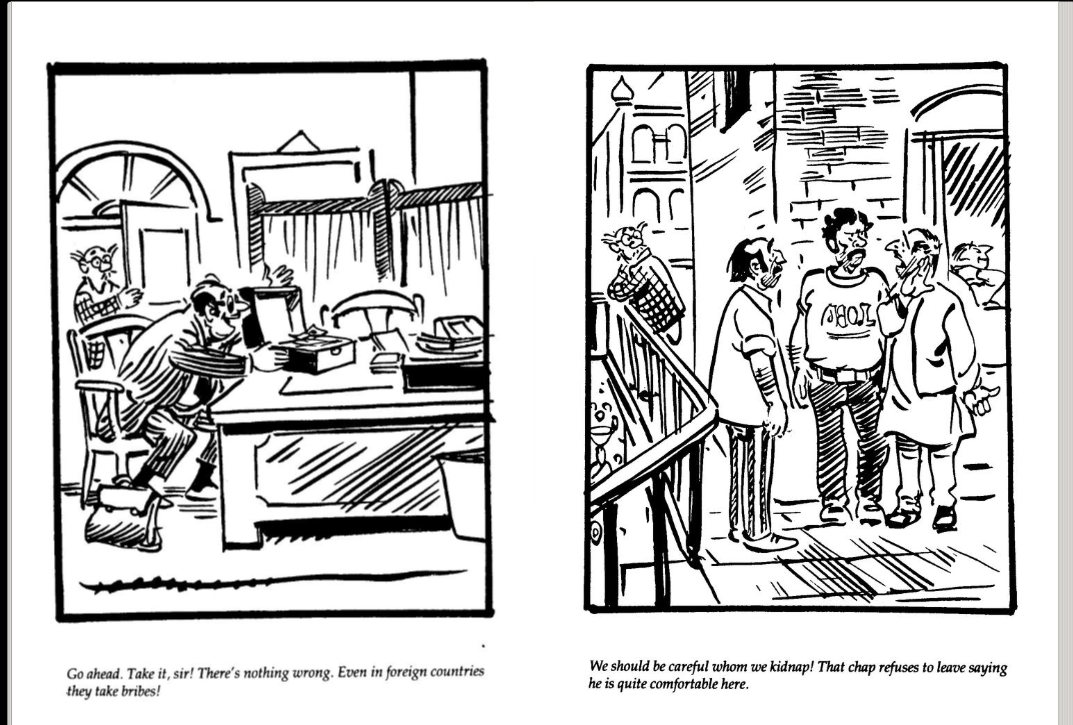 Go ahead. Take it, sir! There's nothing wrong. Even in foreign countries
they take bribes!
We should be careful whom we kidnap! That chap refuses to leave saying
he is quite comfortable here.